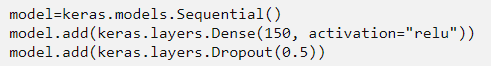 model=keras.models.Sequential()
model.add(keras.layers.Dense(150, activation="relu"))
model.add(keras.layers.Dropout(0.5))